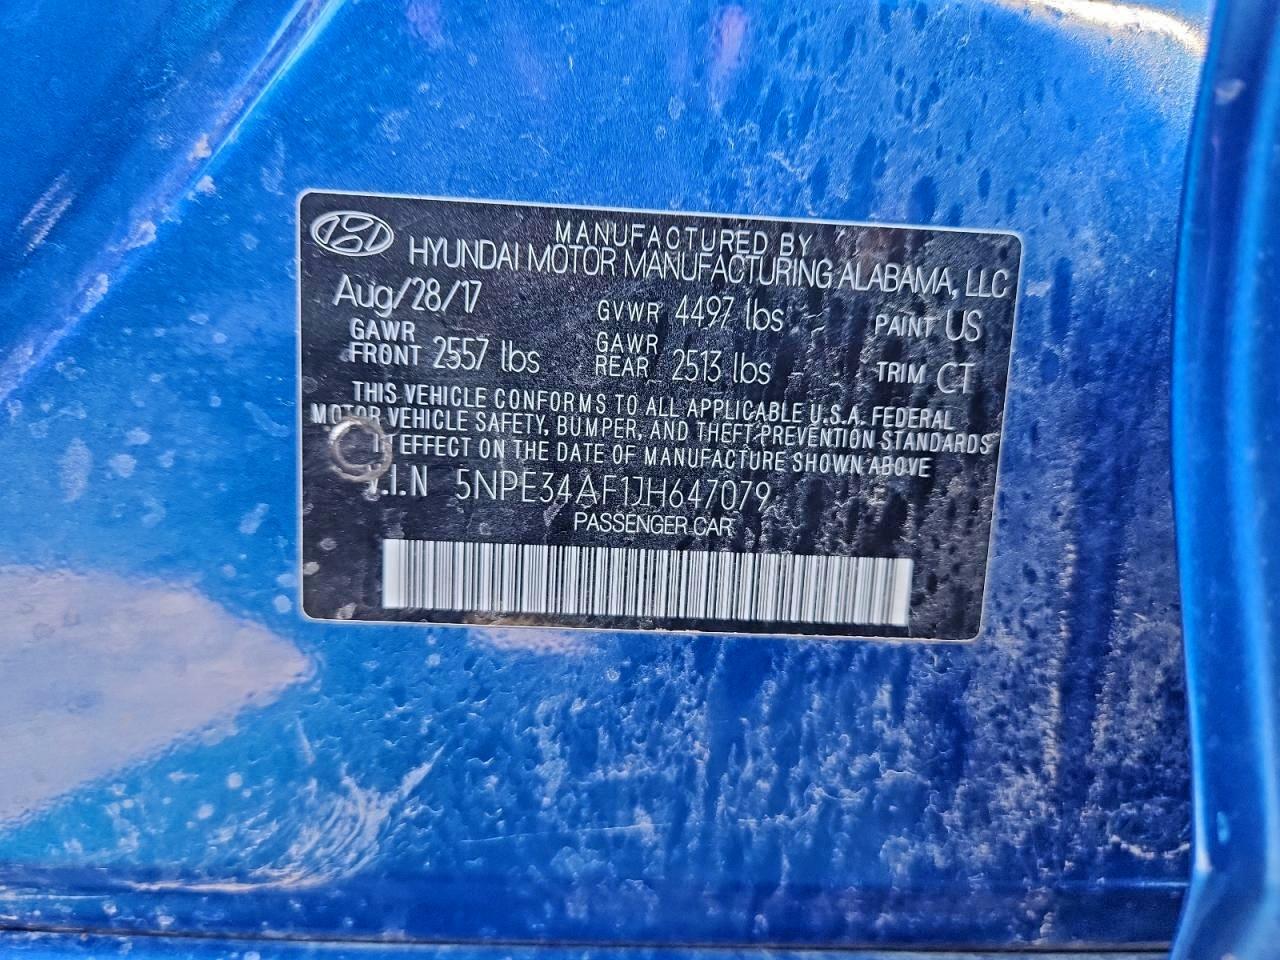 MANUFACTURED BY
HYUNDAI MOTOR MANUFACTURING ALABAMA, LLC
Aug/28/17 GVWR 4497 lbs PAINT US
GAWR FRONT 2557 lbs GAWR REAR 2513 lbs TRIM CT
THIS VEHICLE CONFORMS TO ALL APPLICABLE U.S.A. FEDERAL
MOTOR VEHICLE SAFETY, BUMPER, AND THEFT PREVENTION STANDARDS
IN EFFECT ON THE DATE OF MANUFACTURE SHOWN ABOVE
V.I.N 5NPE34AF1JH647079
PASSENGER CAR